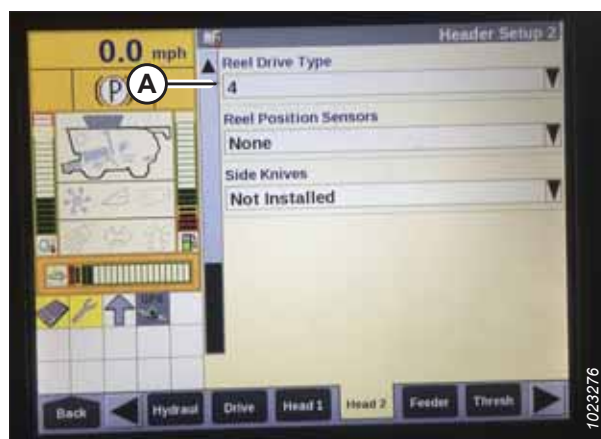 0.0 mph
Header Setup 2
(P)
A
Reel Drive Type
4
Reel Position Sensors
None
Side Knives
Not Installed
GPS
Back
Hydraul
Drive
Head 1
Head 2
Feeder
Thresh
1023276